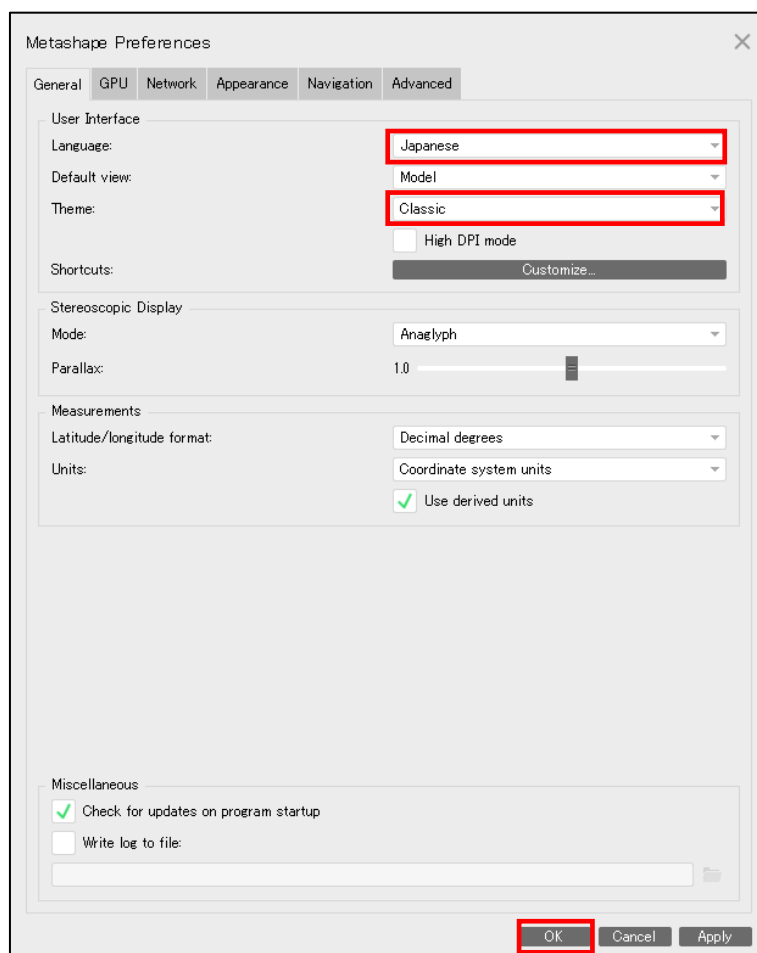 Metashape Preferences
General GPU Network Appearance Navigation Advanced
User Interface
Language: Japanese
Default view: Model
Theme: Classic
High DPI mode
Shortcuts: Customize...
Stereoscopic Display
Mode: Anaglyph
Parallax: 1.0
Measurements
Latitude/longitude format: Decimal degrees
Units: Coordinate system units
Use derived units
Miscellaneous
Check for updates on program startup
Write log to file:
OK Cancel Apply